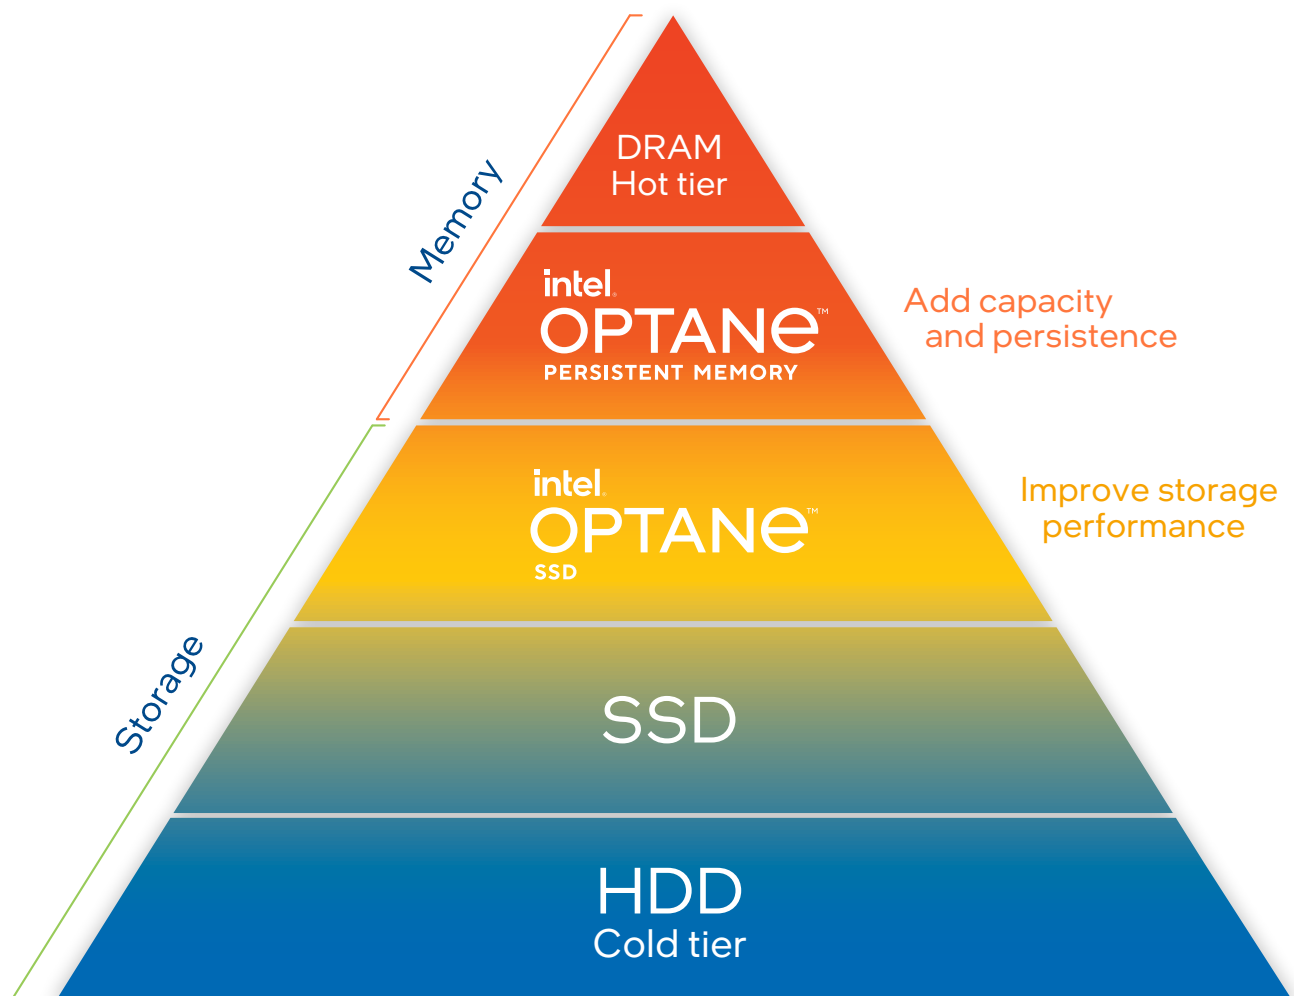 Memory
DRAM
Hot tier
intel®
OPTANe™
PERSISTENT MEMORY
Add capacity
and persistence
Storage
intel®
OPTANe™
SSD
Improve storage
performance
SSD
HDD
Cold tier